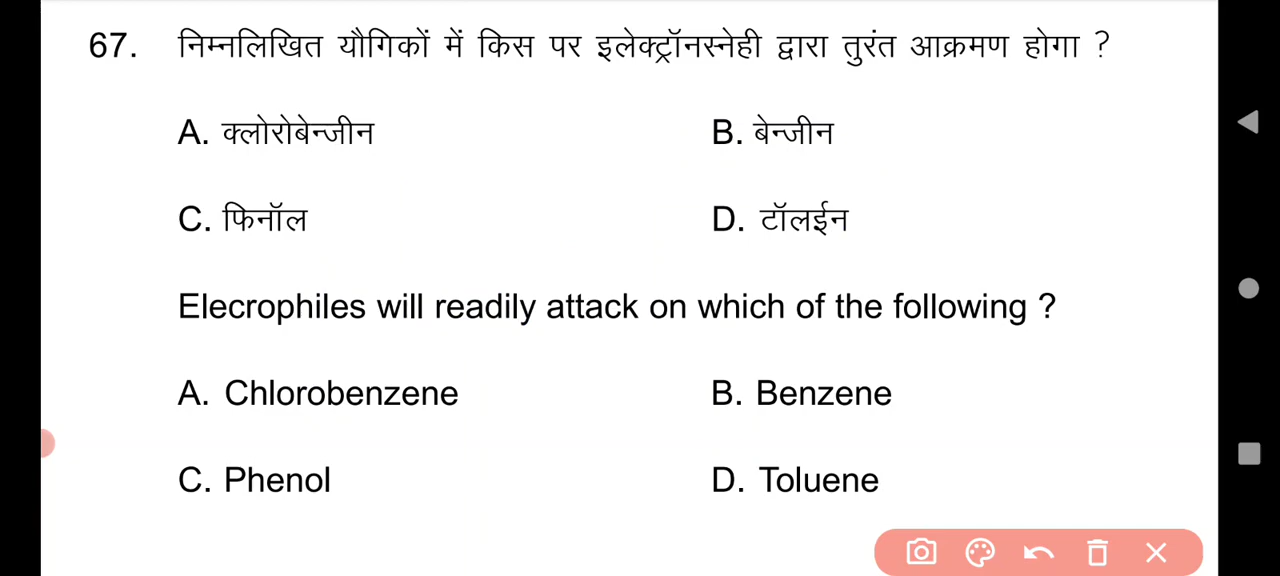 67. निम्नलिखित यौगिकों में किस पर इलेक्ट्रॉनस्नेही द्वारा तुरंत आक्रमण होगा ?
A. क्लोरोबेन्जीन B. बेन्जीन
C. फिनॉल D. टॉलईन
Elecrophiles will readily attack on which of the following ?
A. Chlorobenzene B. Benzene
C. Phenol D. Toluene